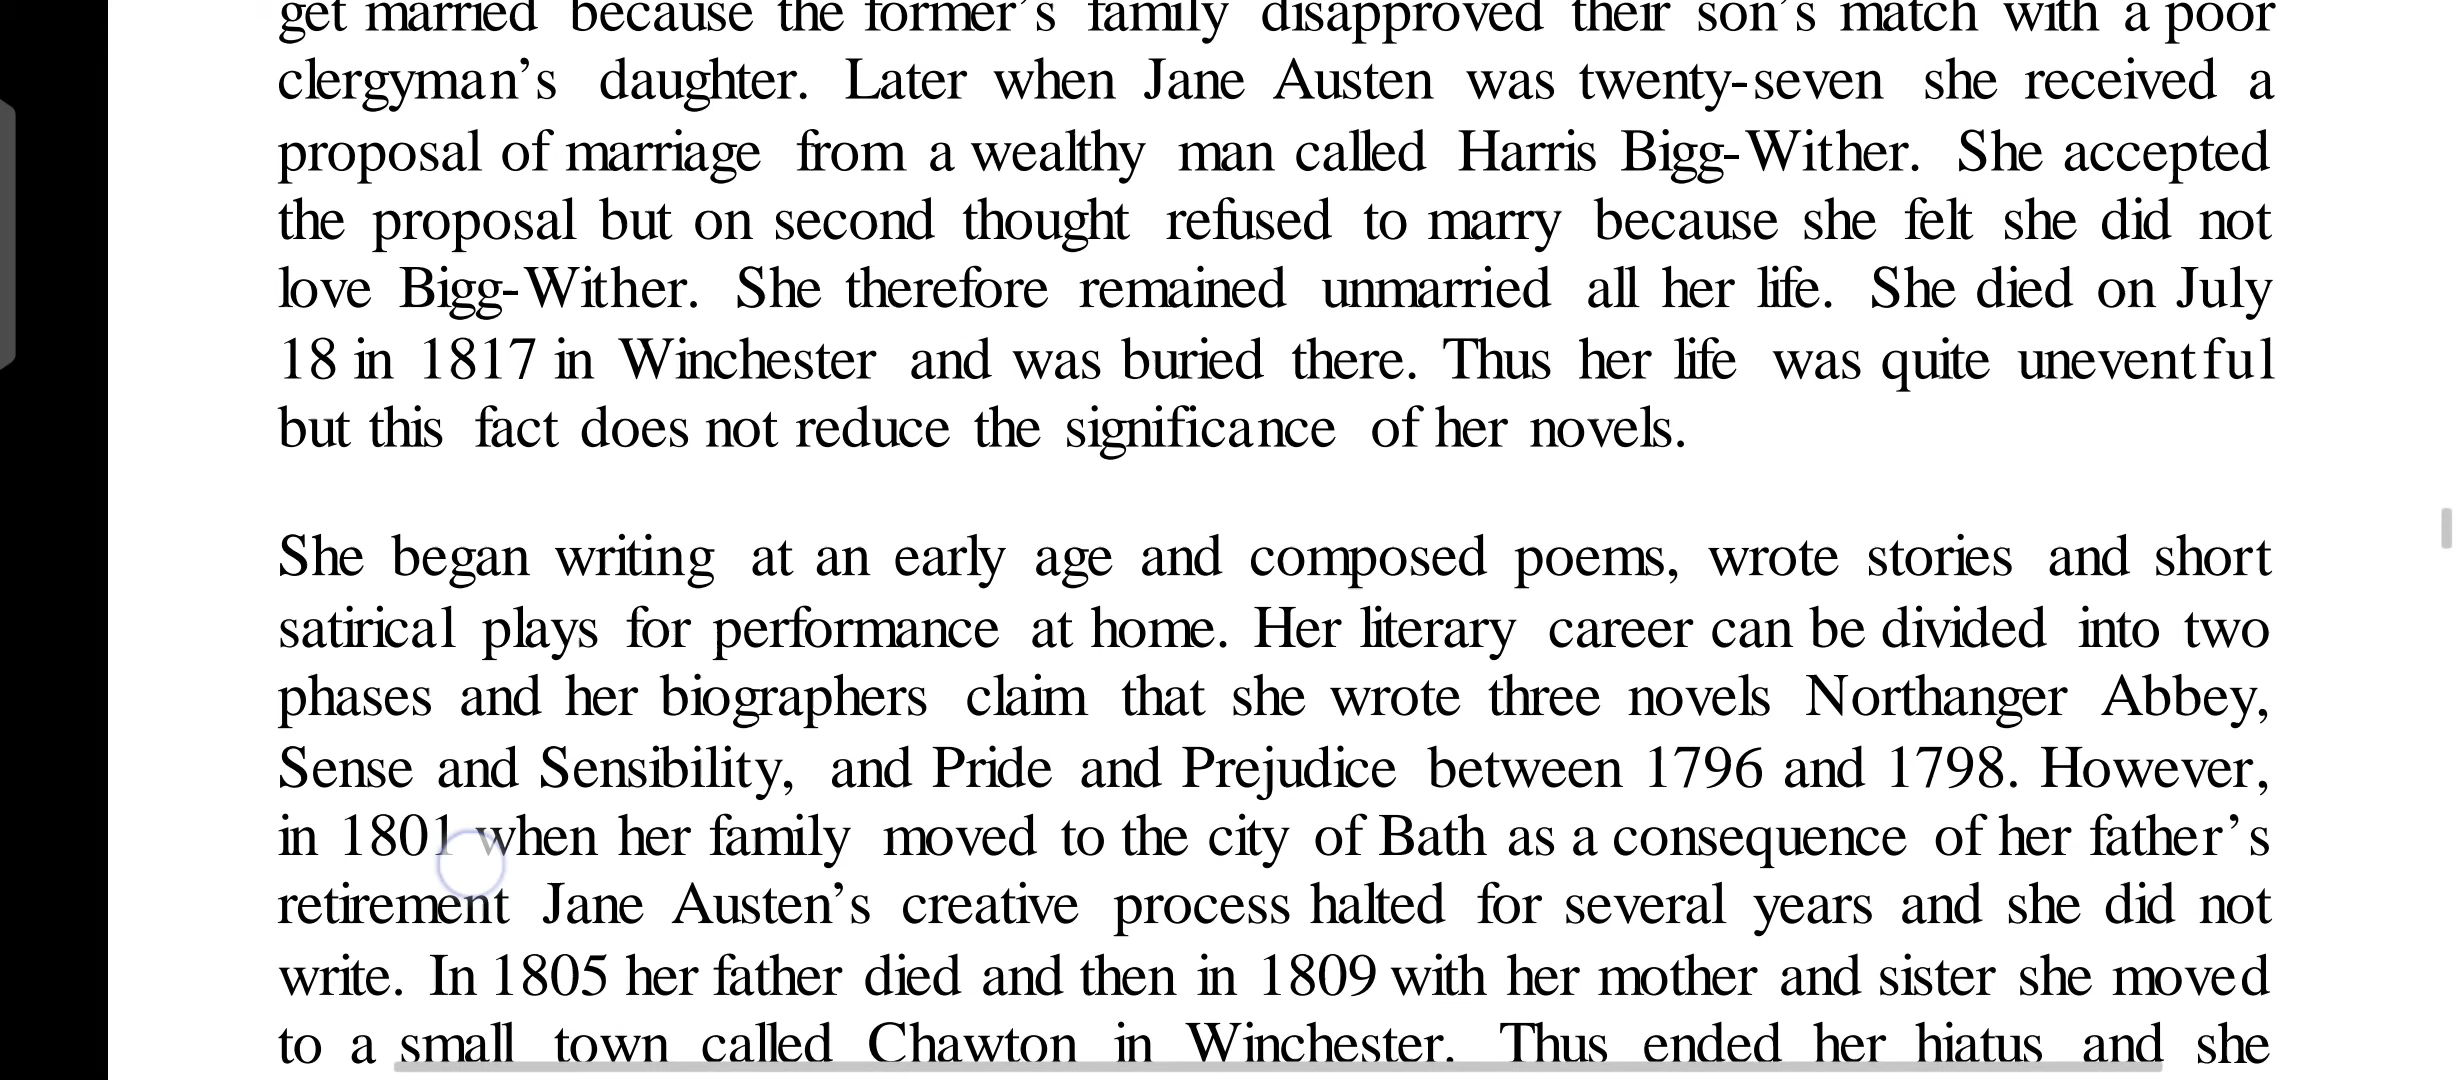 get married because the former's family disapproved their son's match with a poor
clergyman's daughter. Later when Jane Austen was twenty-seven she received a
proposal of marriage from a wealthy man called Harris Bigg-Wither. She accepted
the proposal but on second thought refused to marry because she felt she did not
love Bigg-Wither. She therefore remained unmarried all her life. She died on July
18 in 1817 in Winchester and was buried there. Thus her life was quite uneventful
but this fact does not reduce the significance of her novels.
She began writing at an early age and composed poems, wrote stories and short
satirical plays for performance at home. Her literary career can be divided into two
phases and her biographers claim that she wrote three novels Northanger Abbey,
Sense and Sensibility, and Pride and Prejudice between 1796 and 1798. However,
in 1801 when her family moved to the city of Bath as a consequence of her father's
retirement Jane Austen's creative process halted for several years and she did not
write. In 1805 her father died and then in 1809 with her mother and sister she moved
to a small town called Chawton in Winchester. Thus ended her hiatus and she